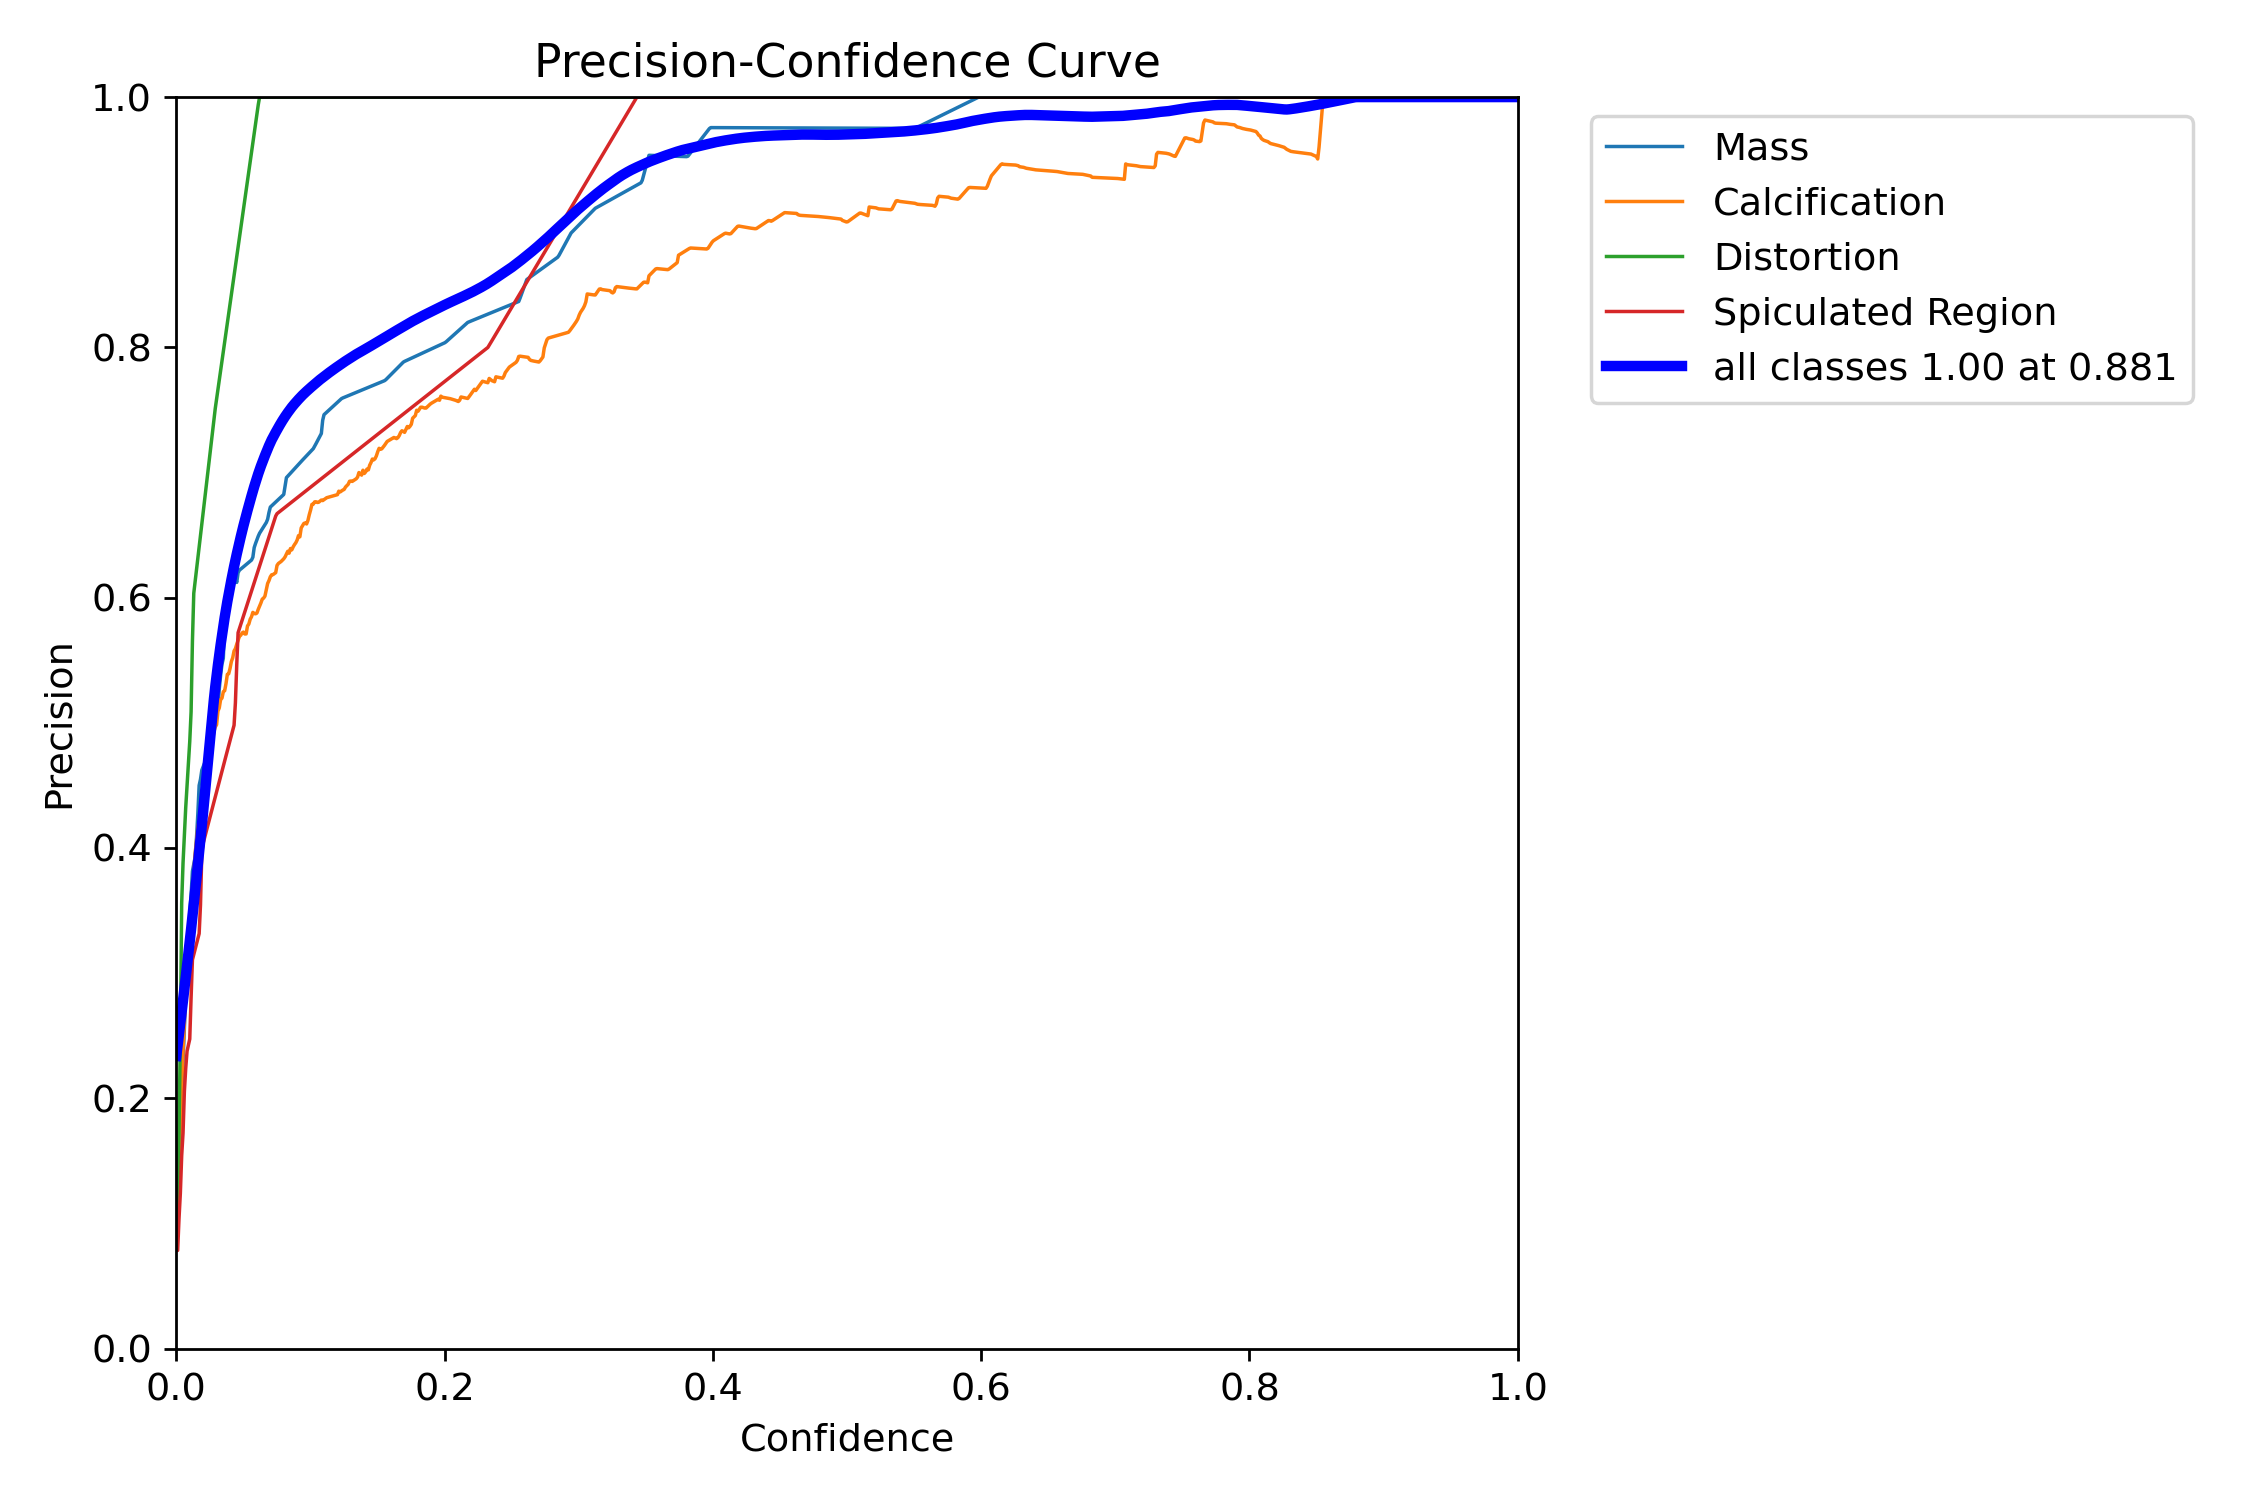 Precision-Confidence Curve
1.0
0.8
0.6
0.4
0.2
0.0
Precision
0.0 0.2 0.4 0.6 0.8 1.0
Confidence
Mass
Calcification
Distortion
Spiculated Region
all classes 1.00 at 0.881